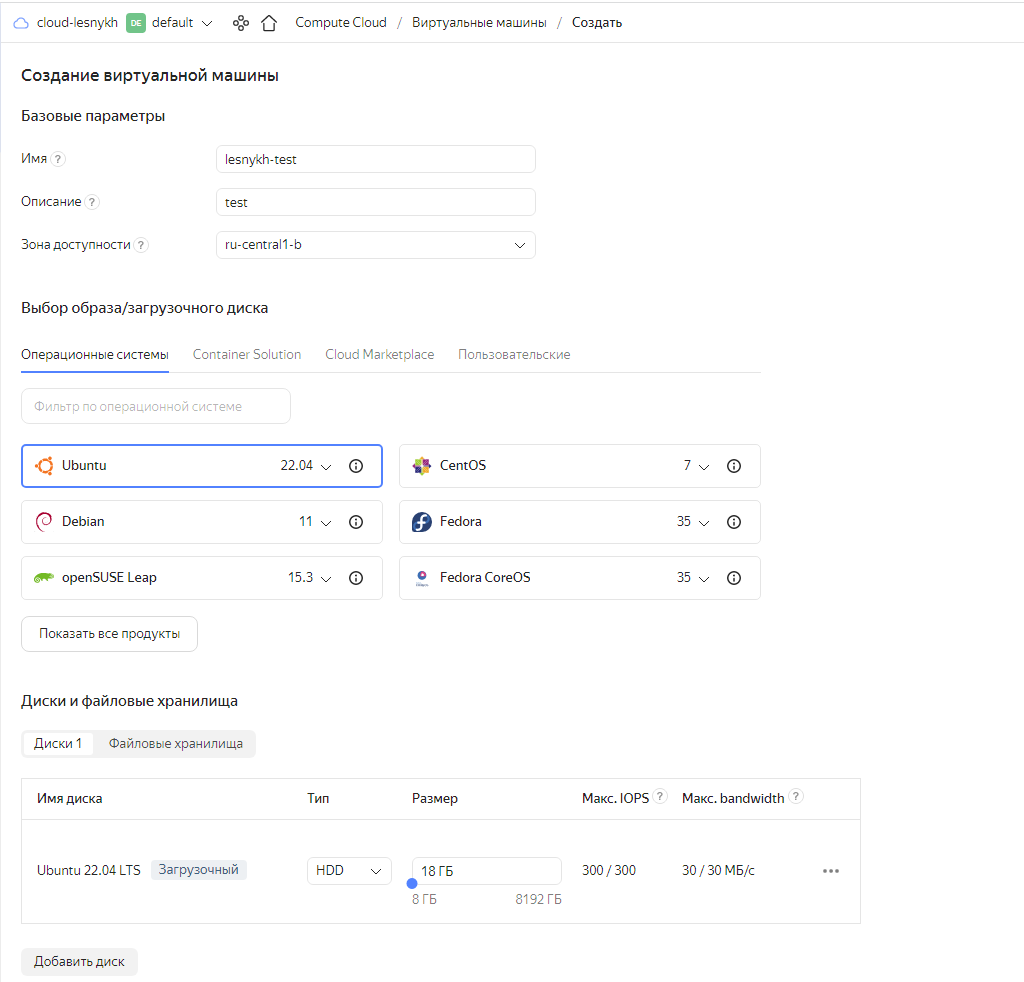 cloud-lesnykh DE default Compute Cloud / Виртуальные машины / Создать
Создание виртуальной машины
Базовые параметры
Имя ? lesnykh-test
Описание ? test
Зона доступности ? ru-central1-b
Выбор образа/загрузочного диска
Операционные системы Container Solution Cloud Marketplace Пользовательские
Фильтр по операционной системе
Ubuntu 22.04 CentOS 7
Debian 11 Fedora 35
openSUSE Leap 15.3 Fedora CoreOS 35
Показать все продукты
Диски и файловые хранилища
Диски 1 Файловые хранилища
Имя диска Тип Размер Макс. IOPS ? Макс. bandwidth ?
Ubuntu 22.04 LTS Загрузочный HDD 18 ГБ 300 / 300 30 / 30 МБ/с
8 ГБ 8192 ГБ
Добавить диск